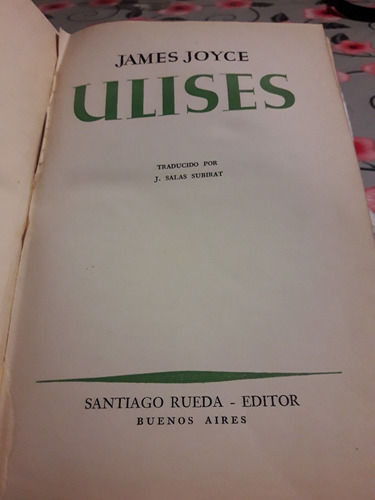 JAMES JOYCE
ULISES
TRADUCIDO POR
J. SALAS SUBIRAT
SANTIAGO RUEDA - EDITOR
BUENOS AIRES